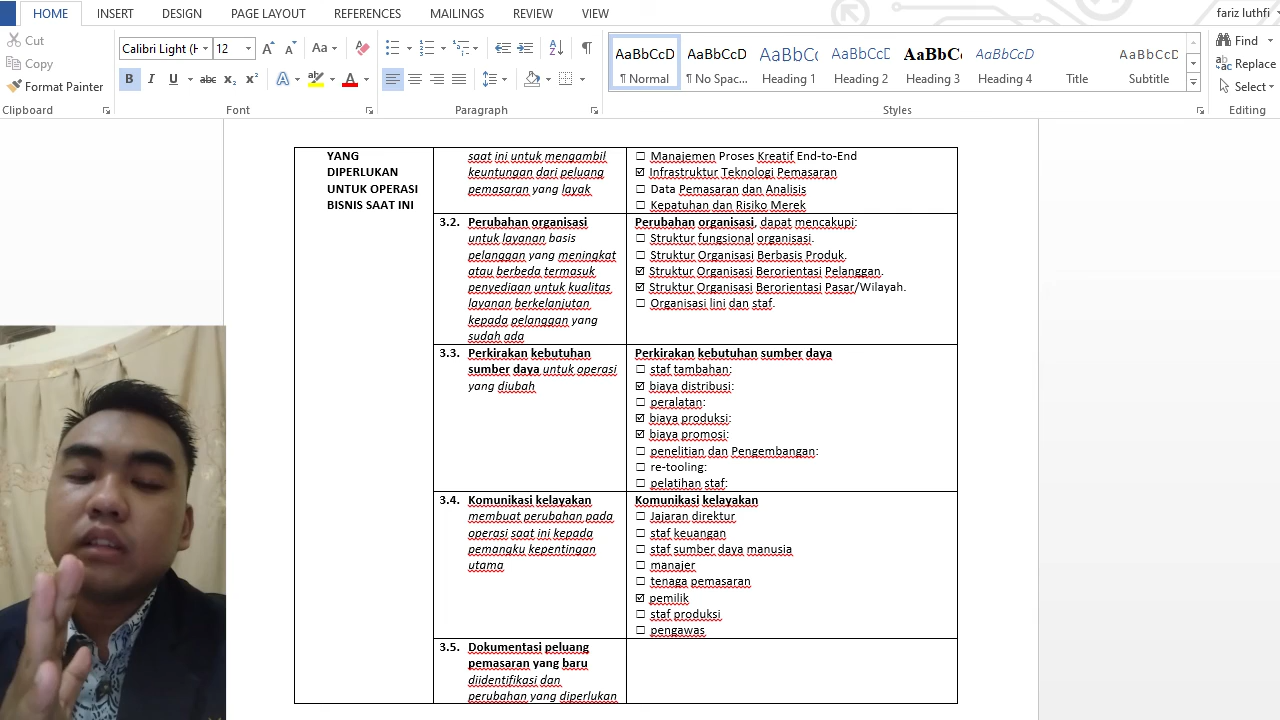 HOME INSERT DESIGN PAGE LAYOUT REFERENCES MAILINGS REVIEW VIEW fariz luthfi
Cut
Copy
Format Painter
Clipboard
Calibri Light (H 12
Aa
B I U abc x₂ x²
A
Font
Paragraph
AaBbCcD AaBbCcD AaBbC( AaBbCcE AaBbC( AaBbCcD AaBbCcD
¶ Normal ¶ No Spac... Heading 1 Heading 2 Heading 3 Heading 4 Title Subtitle
Styles
Find
Replace
Select
Editing
YANG
DIPERLUKAN
UNTUK OPERASI
BISNIS SAAT INI
saat ini untuk mengambil
keuntungan dari peluang
pemasaran yang layak
☐ Manajemen Proses Kreatif End-to-End
☑ Infrastruktur Teknologi Pemasaran
☐ Data Pemasaran dan Analisis
☐ Kepatuhan dan Risiko Merek
3.2. Perubahan organisasi
untuk layanan basis
pelanggan yang meningkat
atau berbeda termasuk
penyediaan untuk kualitas
layanan berkelanjutan
kepada pelanggan yang
sudah ada
Perubahan organisasi, dapat mencakupi:
☐ Struktur fungsional organisasi.
☐ Struktur Organisasi Berbasis Produk.
☑ Struktur Organisasi Berorientasi Pelanggan.
☑ Struktur Organisasi Berorientasi Pasar/Wilayah.
☐ Organisasi lini dan staf.
3.3. Perkirakan kebutuhan
sumber daya untuk operasi
yang diubah
Perkirakan kebutuhan sumber daya
☐ staf tambahan:
☑ biaya distribusi:
☐ peralatan:
☑ biaya produksi:
☑ biaya promosi:
☐ penelitian dan Pengembangan:
☐ re-tooling:
☐ pelatihan staf:
3.4. Komunikasi kelayakan
membuat perubahan pada
operasi saat ini kepada
pemangku kepentingan
utama
Komunikasi kelayakan
☐ Jajaran direktur
☐ staf keuangan
☐ staf sumber daya manusia
☐ manajer
☐ tenaga pemasaran
☑ pemilik
☐ staf produksi
☐ pengawas
3.5. Dokumentasi peluang
pemasaran yang baru
diidentifikasi dan
perubahan yang diperlukan